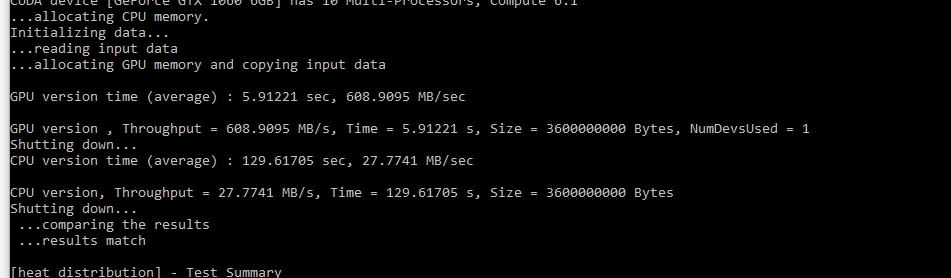 CUDA device [GeForce GTX 1060 6GB] has 10 Multi-Processors, Compute 6.1
...allocating CPU memory.
Initializing data...
...reading input data
...allocating GPU memory and copying input data
GPU version time (average) : 5.91221 sec, 608.9095 MB/sec
GPU version , Throughput = 608.9095 MB/s, Time = 5.91221 s, Size = 3600000000 Bytes, NumDevsUsed = 1
Shutting down...
CPU version time (average) : 129.61705 sec, 27.7741 MB/sec
CPU version, Throughput = 27.7741 MB/s, Time = 129.61705 s, Size = 3600000000 Bytes
Shutting down...
...comparing the results
...results match
[heat distribution] - Test Summary